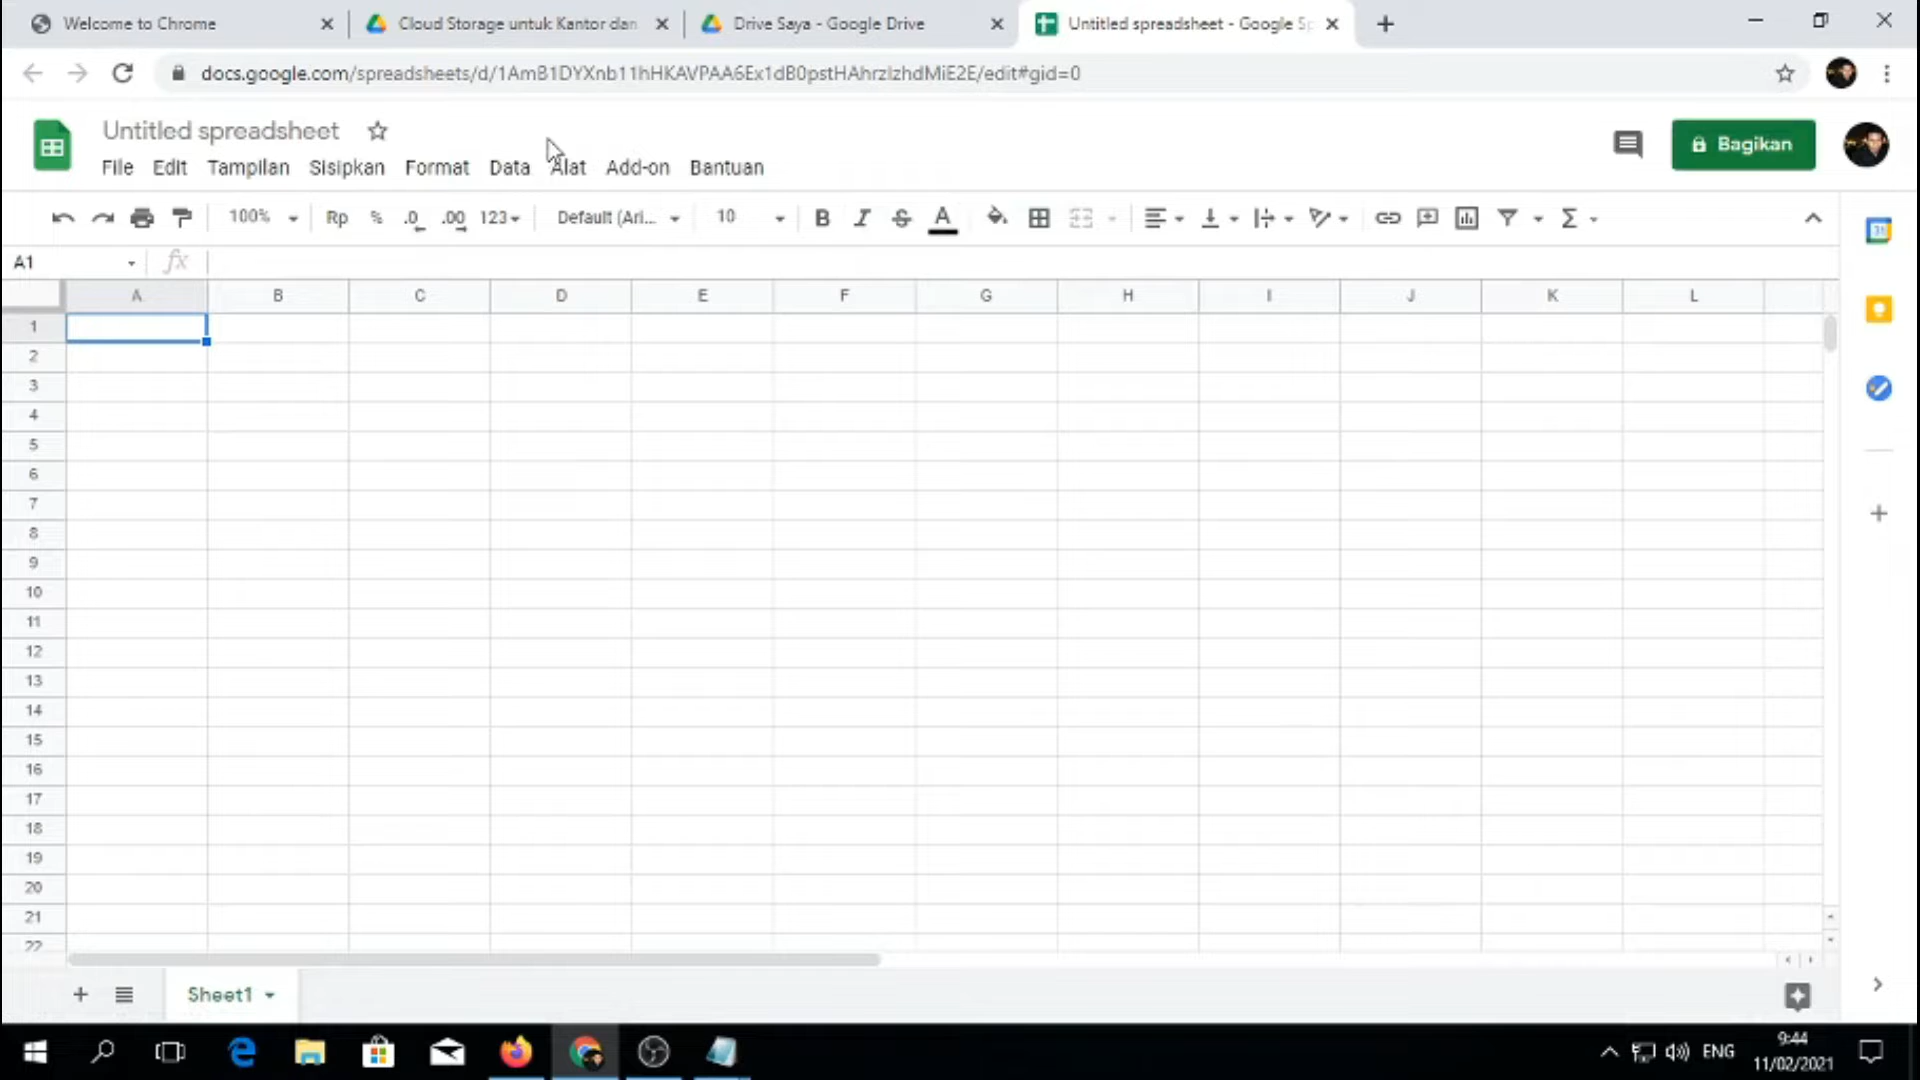 Welcome to Chrome
Cloud Storage untuk Kantor dan
Drive Saya - Google Drive
Untitled spreadsheet - Google Sp
docs.google.com/spreadsheets/d/1AmB1DYXnb11hHKAVPAA6Ex1dB0pstHAhrzIzhdMiE2E/edit#gid=0
Untitled spreadsheet
File Edit Tampilan Sisipkan Format Data Alat Add-on Bantuan
Bagikan
100% Rp % .0 .00 123 Default (Ari... 10 B I S A Σ
A1 fx
A B C D E F G H I J K L
1
2
3
4
5
6
7
8
9
10
11
12
13
14
15
16
17
18
19
20
21
22
Sheet1
ENG
9:44
11/02/2021